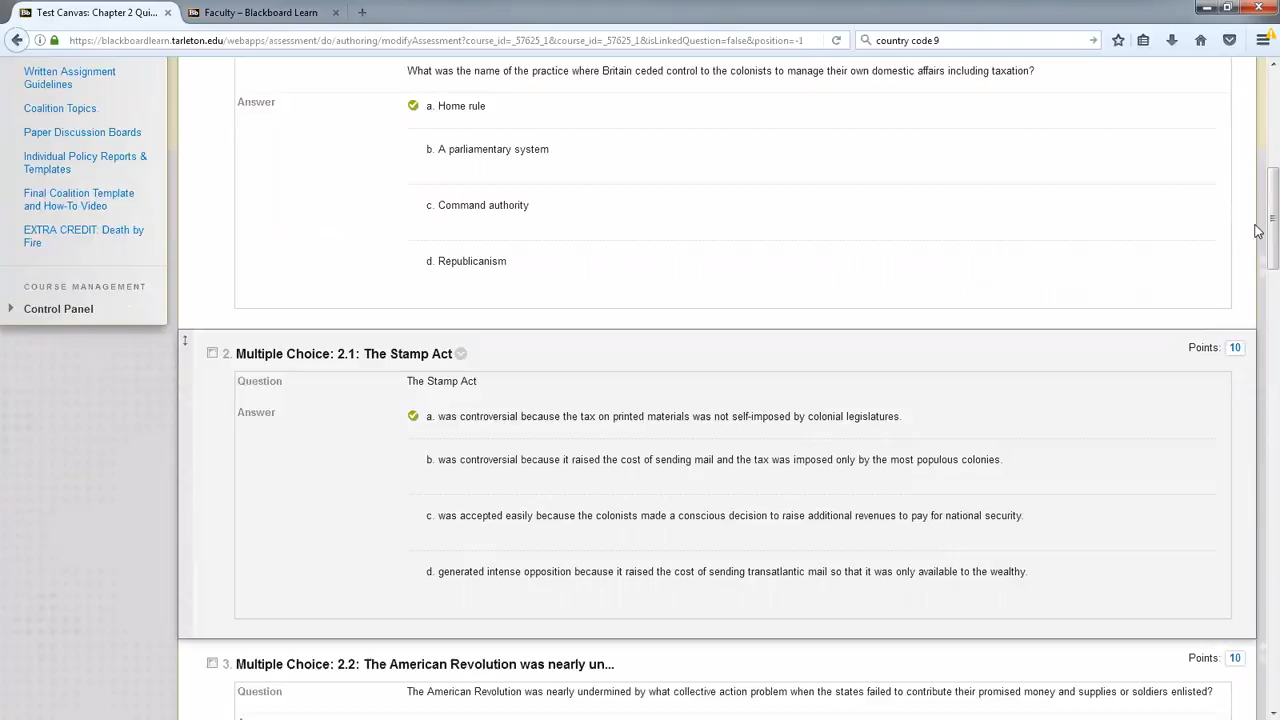 Test Canvas: Chapter 2 Qui...
Faculty – Blackboard Learn
https://blackboardlearn.tarleton.edu/webapps/assessment/do/authoring/modifyAssessment?course_id=_57625_1&course_id=_57625_1&isLinkedQuestion=false&position=-1
country code 9
Written Assignment
Guidelines
Coalition Topics.
Paper Discussion Boards
Individual Policy Reports &
Templates
Final Coalition Template
and How-To Video
EXTRA CREDIT: Death by
Fire
COURSE MANAGEMENT
Control Panel
What was the name of the practice where Britain ceded control to the colonists to manage their own domestic affairs including taxation?
Answer
a. Home rule
b. A parliamentary system
c. Command authority
d. Republicanism
2. Multiple Choice: 2.1: The Stamp Act
Points: 10
Question
The Stamp Act
Answer
a. was controversial because the tax on printed materials was not self-imposed by colonial legislatures.
b. was controversial because it raised the cost of sending mail and the tax was imposed only by the most populous colonies.
c. was accepted easily because the colonists made a conscious decision to raise additional revenues to pay for national security.
d. generated intense opposition because it raised the cost of sending transatlantic mail so that it was only available to the wealthy.
3. Multiple Choice: 2.2: The American Revolution was nearly un...
Points: 10
Question
The American Revolution was nearly undermined by what collective action problem when the states failed to contribute their promised money and supplies or soldiers enlisted?